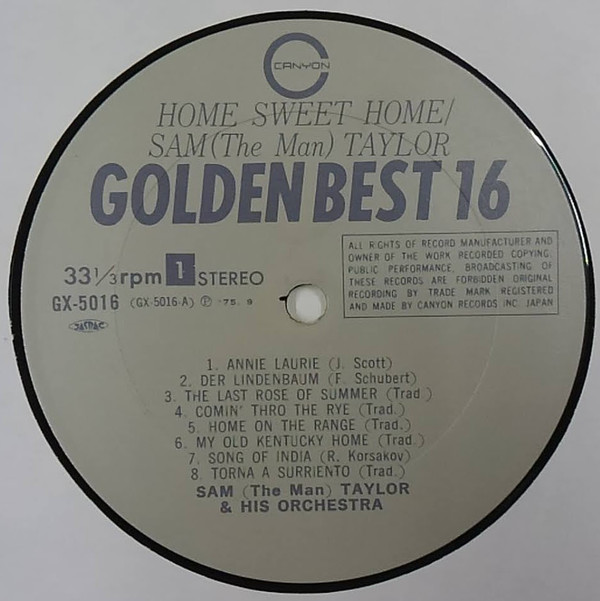 CANYON
HOME SWEET HOME/
SAM (The Man) TAYLOR
GOLDEN BEST 16
ALL RIGHTS OF RECORD MANUFACTURER AND
OWNER OF THE WORK RECORDED COPYING.
PUBLIC PERFORMANCE, BROADCASTING OF
THESE RECORDS ARE FORBIDDEN ORIGINAL
RECORDING BY TRADE MARK REGISTERED
AND MADE BY CANYON RECORDS INC. JAPAN
33 1/3 rpm 1 STEREO
GX-5016 (GX-5016-A) Ⓟ '75. 9
JASRAC
1. ANNIE LAURIE (J. Scott)
2. DER LINDENBAUM (F. Schubert)
3. THE LAST ROSE OF SUMMER (Trad.)
4. COMIN' THRO THE RYE (Trad.)
5. HOME ON THE RANGE (Trad.)
6. MY OLD KENTUCKY HOME (Trad.)
7. SONG OF INDIA (R. Korsakov)
8. TORNA A SURRIENTO (Trad.)
SAM (The Man) TAYLOR
& HIS ORCHESTRA